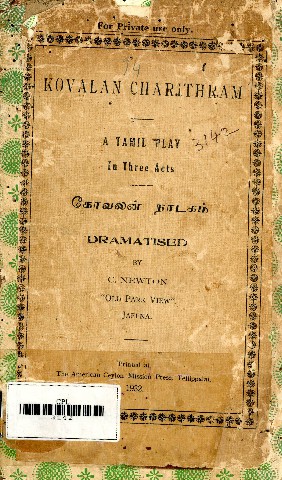 For Private use only.
KOVALAN CHARITHRAM
A TAMIL PLAY
3142
In Three Acts
கோவலன் நாடகம்
DRAMATISED
BY
C. NEWTON
"OLD PARK VIEW",
JAFFNA.
Printed at
The American Ceylon Mission Press, Tellippalai
1932